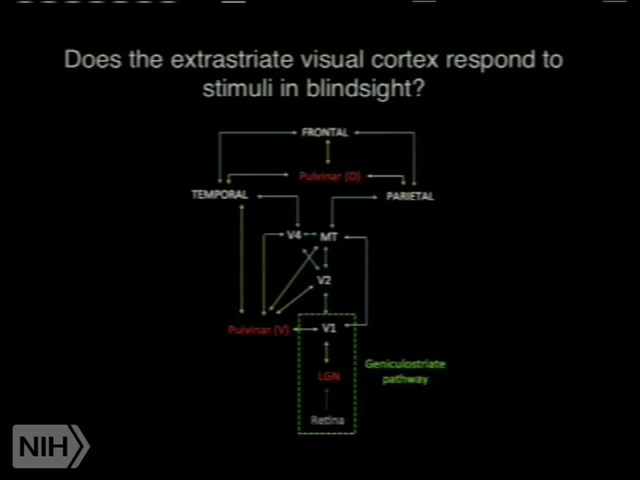 Does the extrastriate visual cortex respond to
stimuli in blindsight?
FRONTAL
Pulvinar (D)
TEMPORAL
PARIETAL
V4
MT
V2
Pulvinar (V)
V1
Geniculostriate
pathway
LGN
Retina
NIH